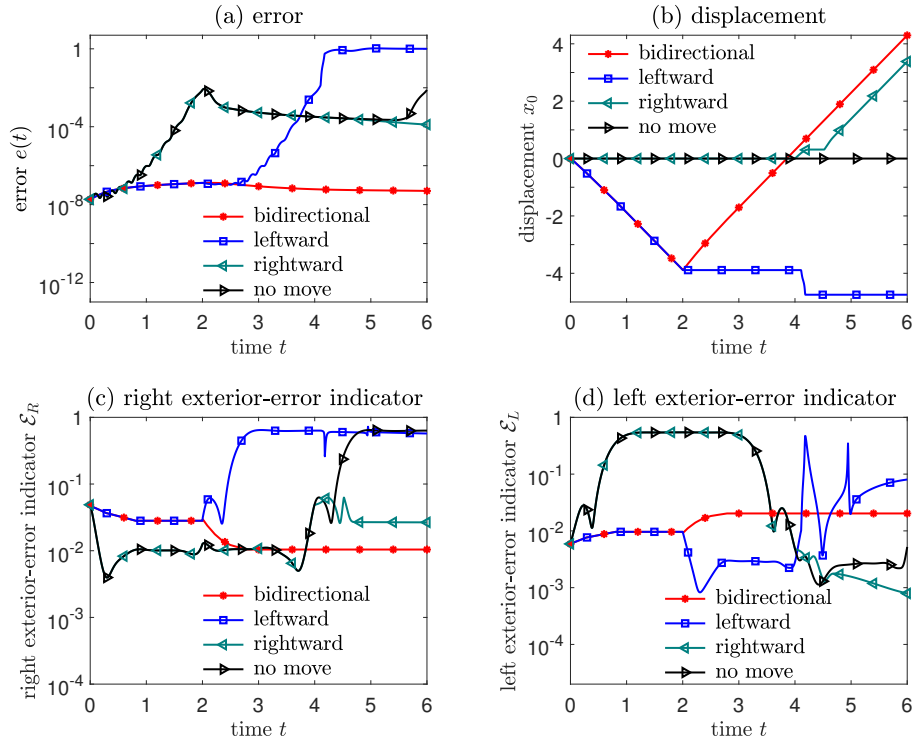 (a) error
error e(t)
1
10^-4
10^-8
10^-12
bidirectional
leftward
rightward
no move
0 1 2 3 4 5 6
time t
(b) displacement
displacement x_0
4
2
0
-2
-4
bidirectional
leftward
rightward
no move
0 1 2 3 4 5 6
time t
(c) right exterior-error indicator
right exterior-error indicator ℰ_R
1
10^-1
10^-2
10^-3
10^-4
bidirectional
leftward
rightward
no move
0 1 2 3 4 5 6
time t
(d) left exterior-error indicator
left exterior-error indicator ℰ_L
1
10^-1
10^-2
10^-3
10^-4
bidirectional
leftward
rightward
no move
0 1 2 3 4 5 6
time t